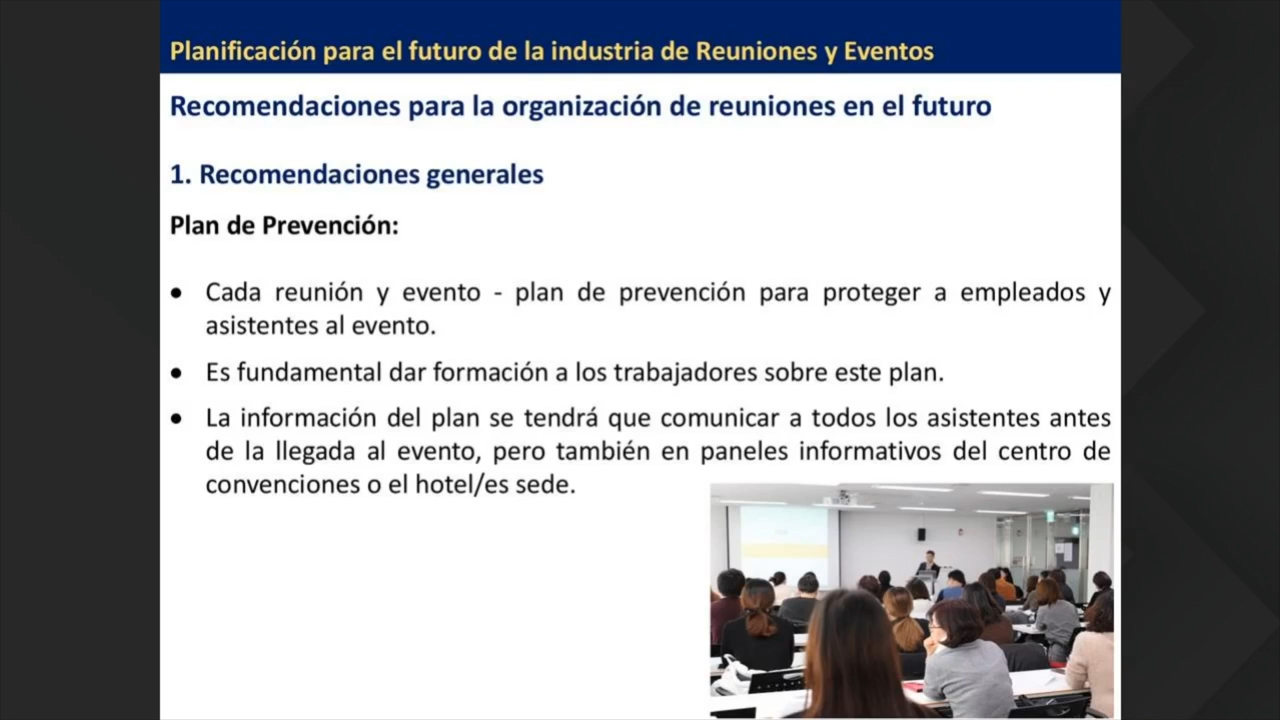 Planificación para el futuro de la industria de Reuniones y Eventos
Recomendaciones para la organización de reuniones en el futuro
1. Recomendaciones generales
Plan de Prevención:
• Cada reunión y evento - plan de prevención para proteger a empleados y
asistentes al evento.
• Es fundamental dar formación a los trabajadores sobre este plan.
• La información del plan se tendrá que comunicar a todos los asistentes antes
de la llegada al evento, pero también en paneles informativos del centro de
convenciones o el hotel/es sede.